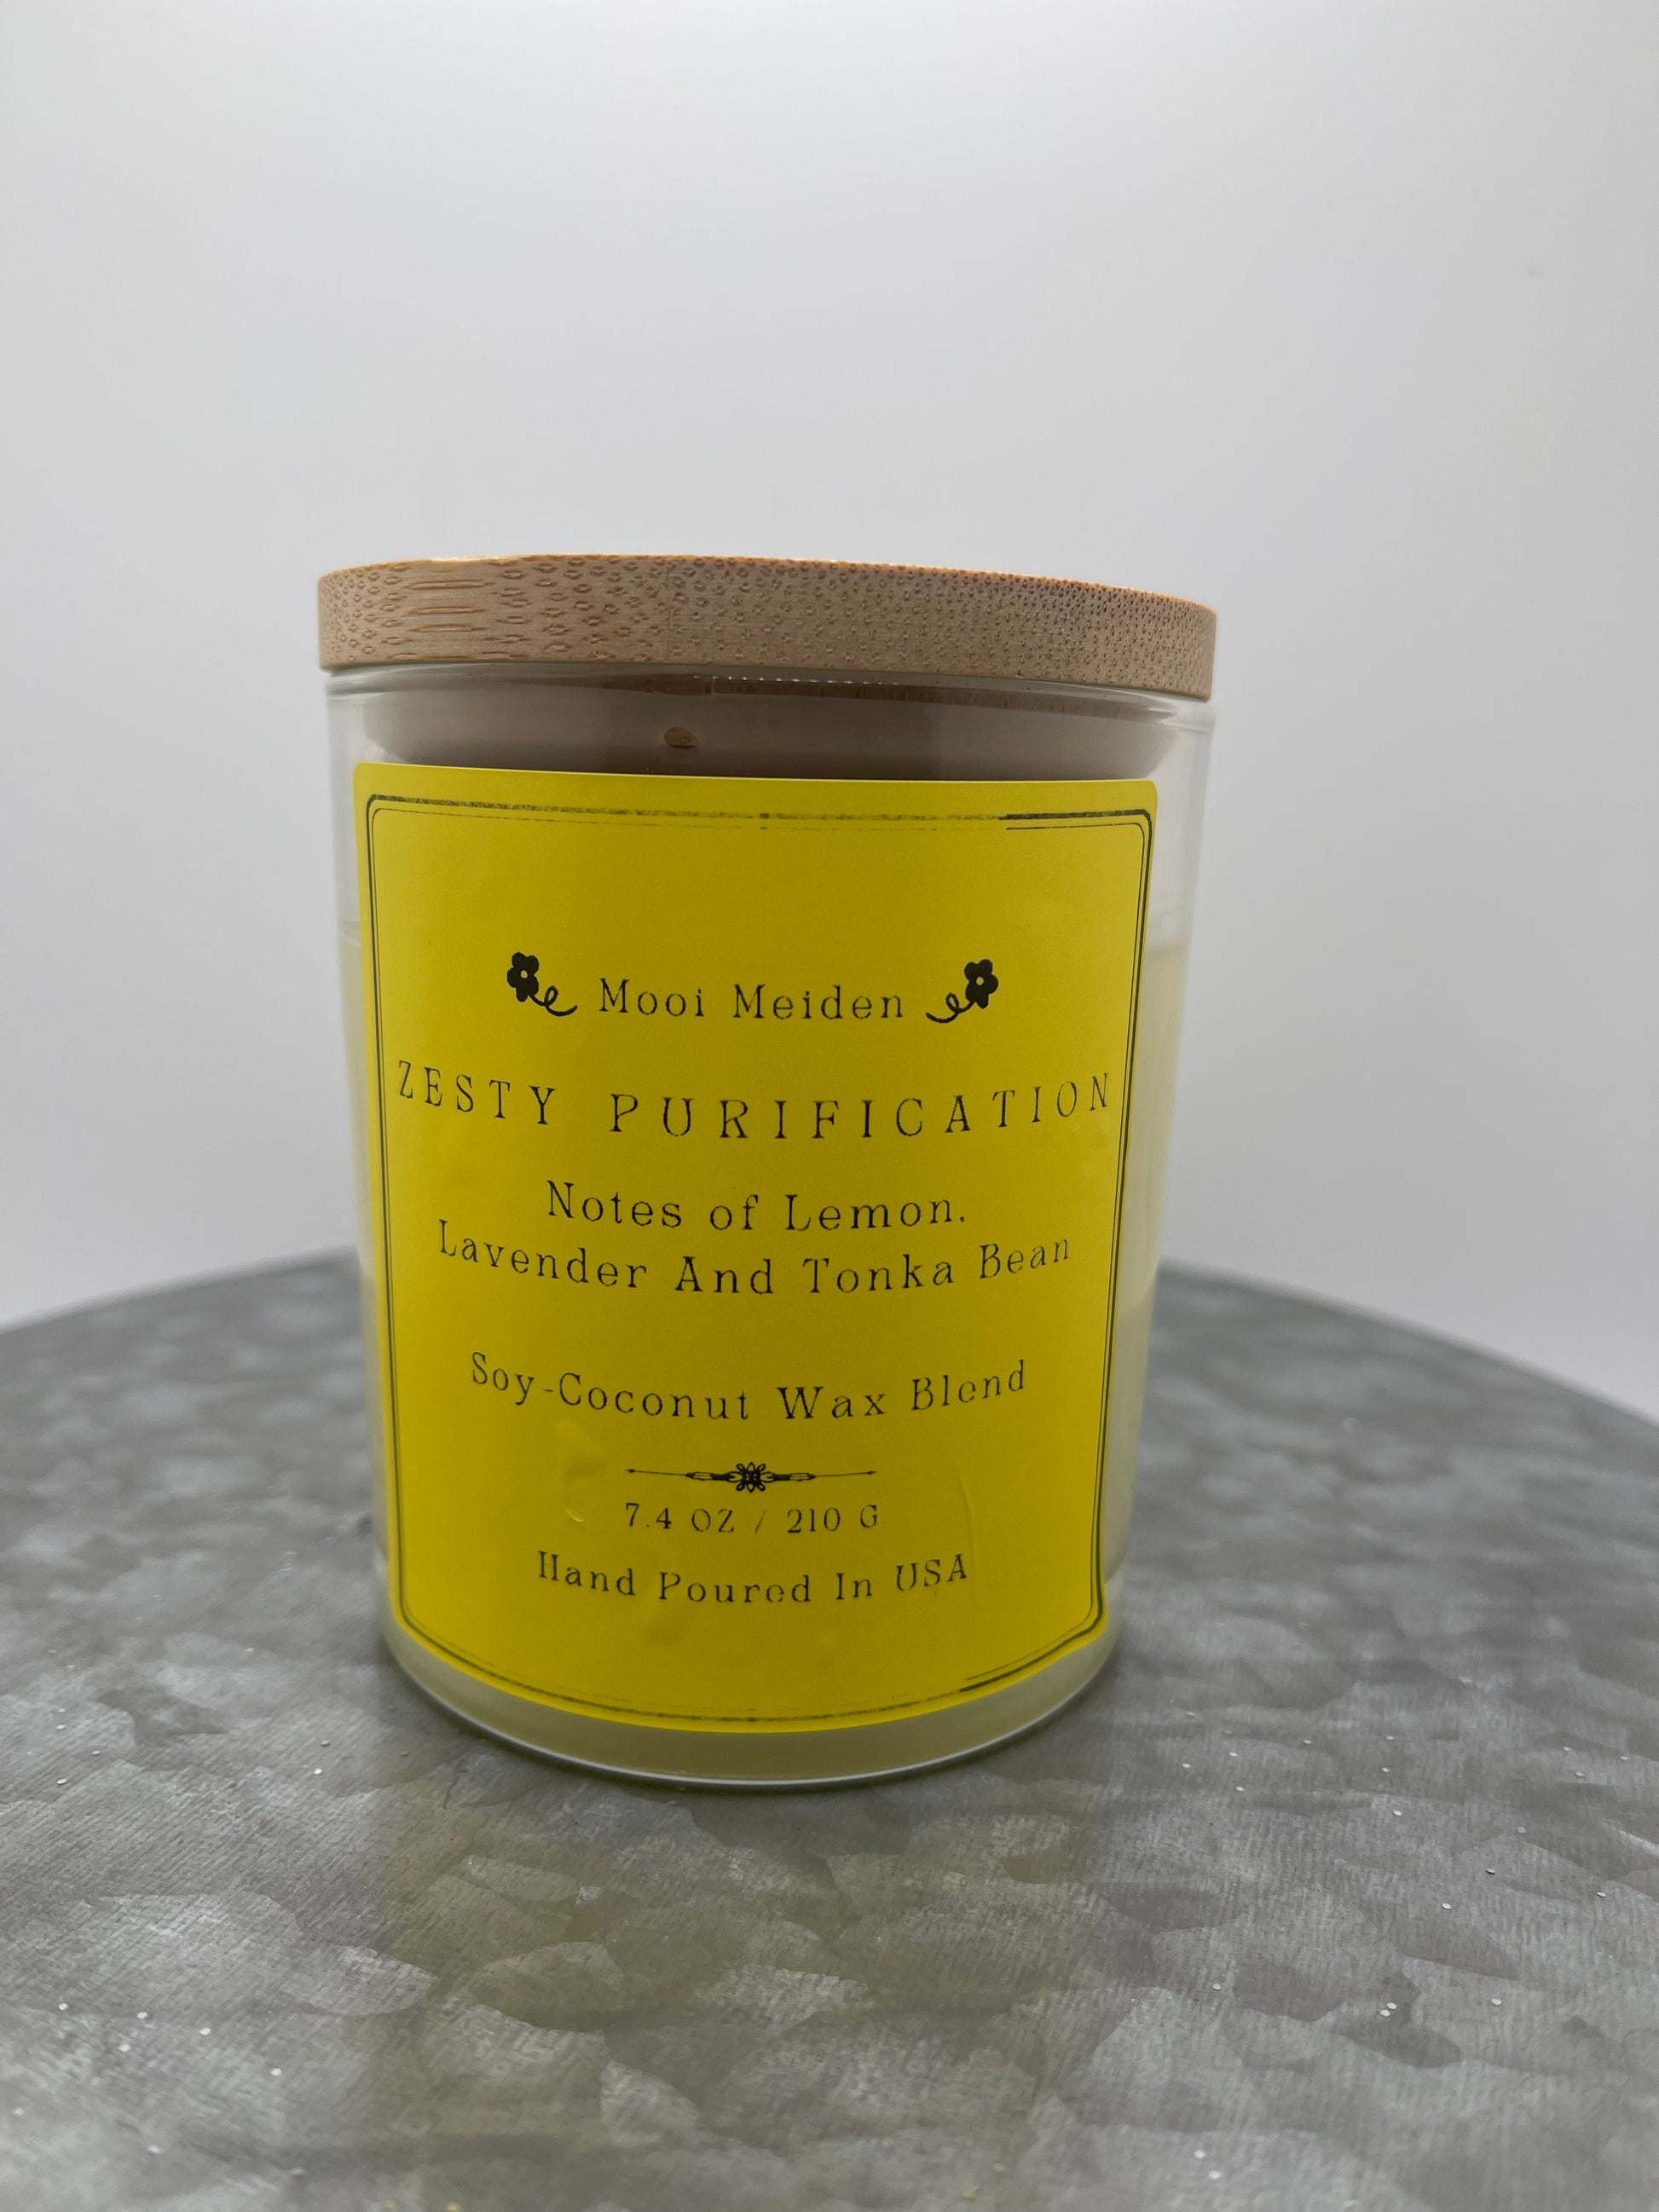 Mooi Meiden
ZESTY PURIFICATION
Notes of Lemon,
Lavender And Tonka Bean
Soy-Coconut Wax Blend
7.4 OZ / 210 G
Hand Poured In USA